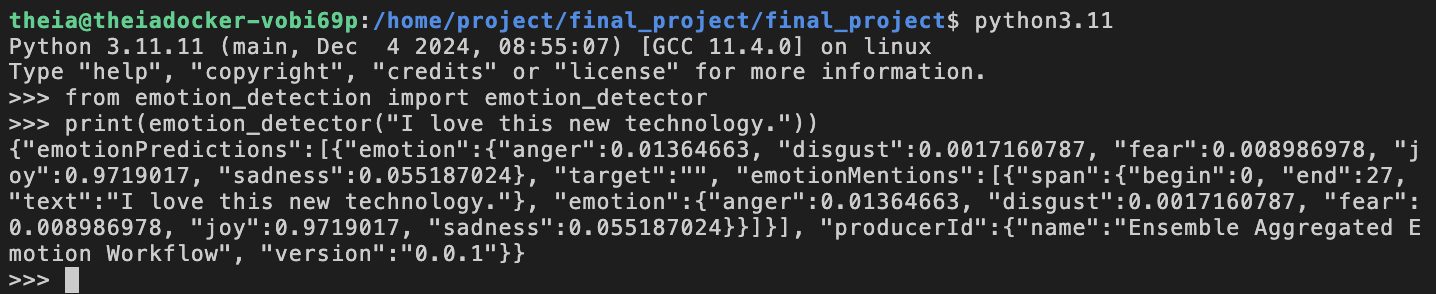 theia@theiadocker-vobi69p:/home/project/final_project/final_project$ python3.11
Python 3.11.11 (main, Dec  4 2024, 08:55:07) [GCC 11.4.0] on linux
Type "help", "copyright", "credits" or "license" for more information.
>>> from emotion_detection import emotion_detector
>>> print(emotion_detector("I love this new technology."))
{"emotionPredictions":[{"emotion":{"anger":0.01364663, "disgust":0.0017160787, "fear":0.008986978, "j
oy":0.9719017, "sadness":0.055187024}, "target":"", "emotionMentions":[{"span":{"begin":0, "end":27,
"text":"I love this new technology."}, "emotion":{"anger":0.01364663, "disgust":0.0017160787, "fear":
0.008986978, "joy":0.9719017, "sadness":0.055187024}}]}], "producerId":{"name":"Ensemble Aggregated E
motion Workflow", "version":"0.0.1"}}
>>>